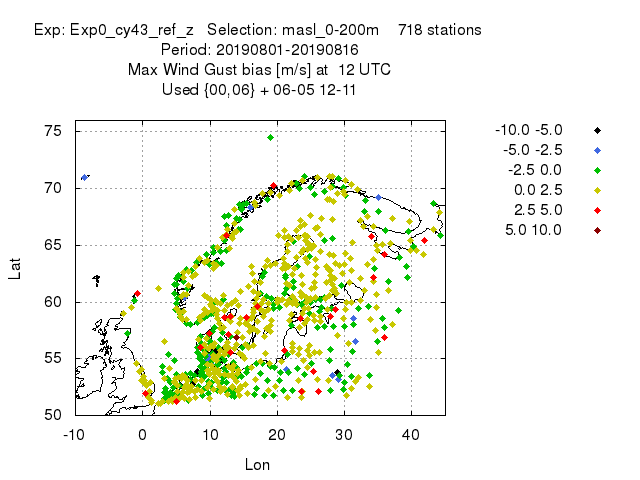 Exp: Exp0_cy43_ref_z Selection: masl_0-200m 718 stations
Period: 20190801-20190816
Max Wind Gust bias [m/s] at 12 UTC
Used {00,06} + 06-05 12-11
-10.0 -5.0
-5.0 -2.5
-2.5 0.0
0.0 2.5
2.5 5.0
5.0 10.0
75
70
65
60
55
50
Lat
-10 0 10 20 30 40
Lon